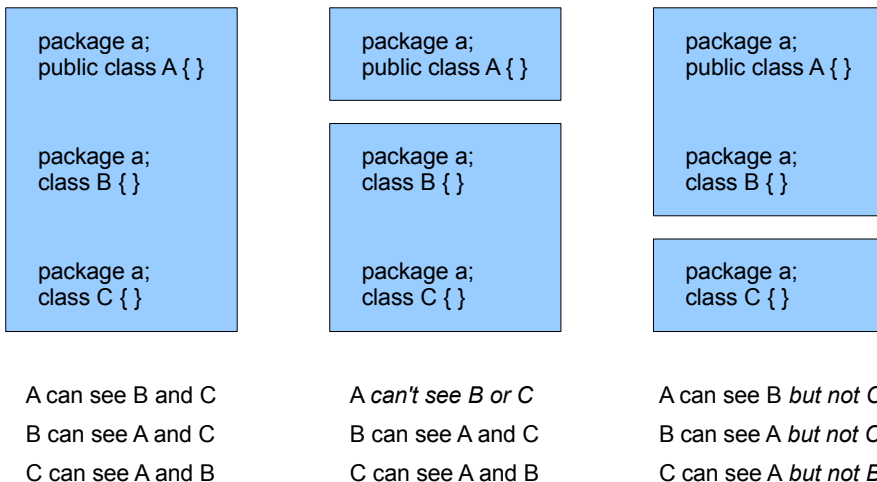 package a;
public class A { }
package a;
class B { }
package a;
class C { }
A can see B and C
B can see A and C
C can see A and B
package a;
public class A { }
package a;
class B { }
package a;
class C { }
A can't see B or C
B can see A and C
C can see A and B
package a;
public class A { }
package a;
class B { }
package a;
class C { }
A can see B but not C
B can see A but not C
C can see A but not B